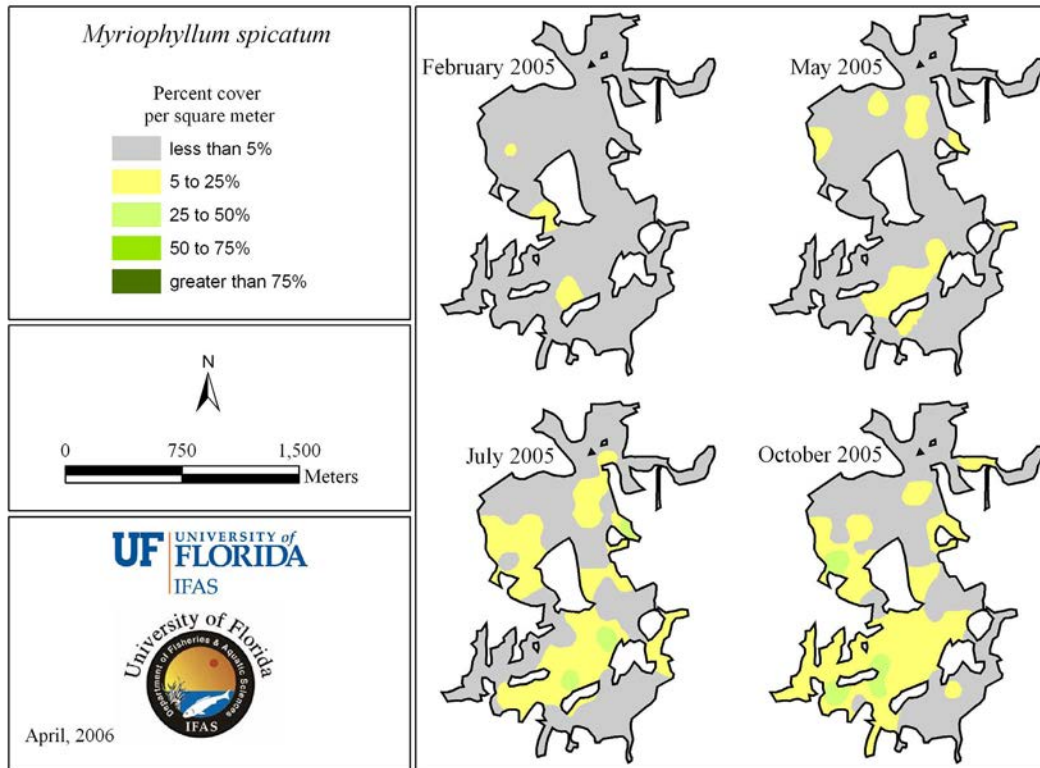 Myriophyllum spicatum
Percent cover
per square meter
less than 5%
5 to 25%
25 to 50%
50 to 75%
greater than 75%
N
0 750 1,500
Meters
UF UNIVERSITY of
FLORIDA
IFAS
University of Florida
Department of Fisheries & Aquatic Sciences
IFAS
April, 2006
February 2005
May 2005
July 2005
October 2005